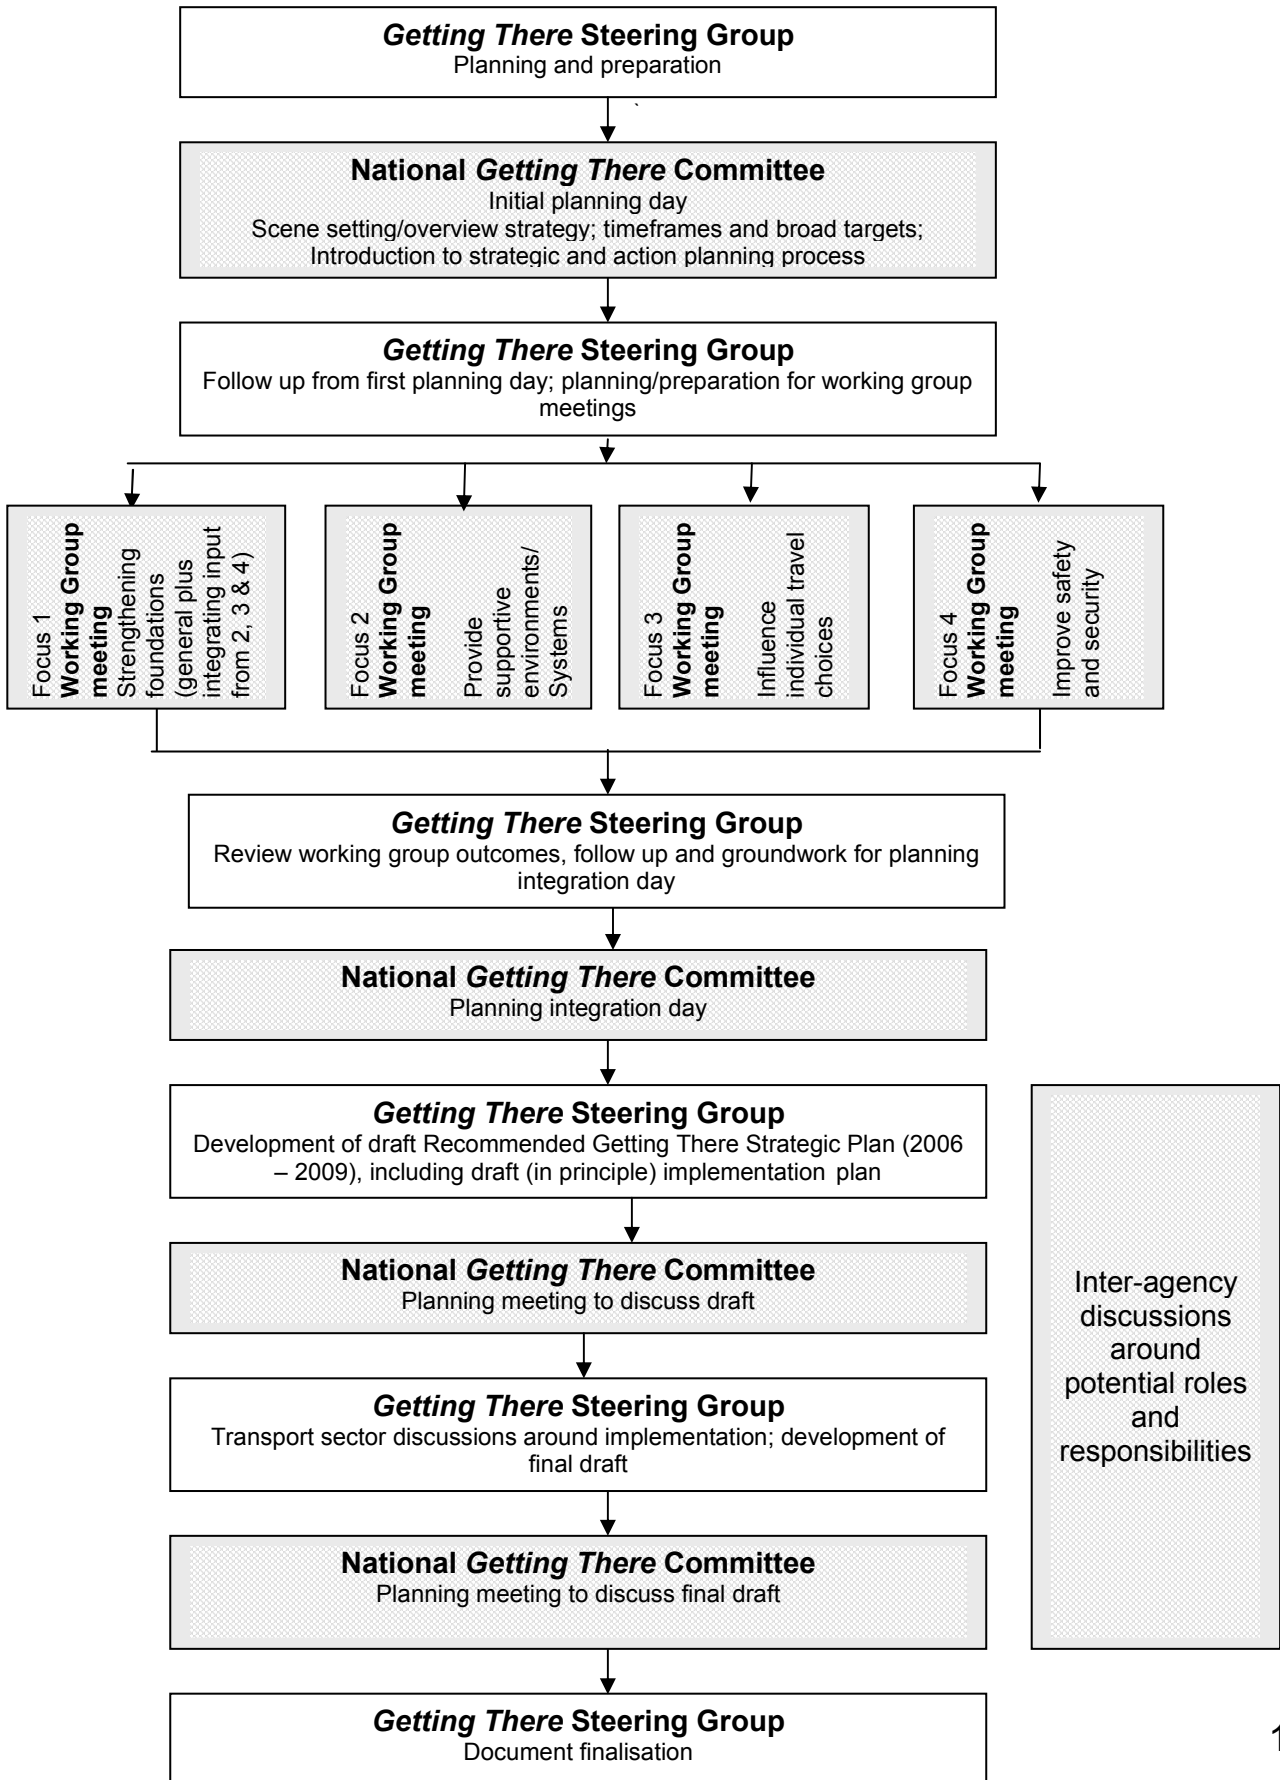 Getting There Steering Group
Planning and preparation
`
National Getting There Committee
Initial planning day
Scene setting/overview strategy; timeframes and broad targets;
Introduction to strategic and action planning process
Getting There Steering Group
Follow up from first planning day; planning/preparation for working group
meetings
Focus 1
Working Group
meeting
Strengthening
foundations
(general plus
integrating input
from 2, 3 & 4)
Focus 2
Working Group
meeting
Provide
supportive
environments/
Systems
Focus 3
Working Group
meeting
Influence
individual travel
choices
Focus 4
Working Group
meeting
Improve safety
and security
Getting There Steering Group
Review working group outcomes, follow up and groundwork for planning
integration day
National Getting There Committee
Planning integration day
Getting There Steering Group
Development of draft Recommended Getting There Strategic Plan (2006
– 2009), including draft (in principle) implementation plan
National Getting There Committee
Planning meeting to discuss draft
Getting There Steering Group
Transport sector discussions around implementation; development of
final draft
National Getting There Committee
Planning meeting to discuss final draft
Getting There Steering Group
Document finalisation
Inter-agency
discussions
around
potential roles
and
responsibilities
1